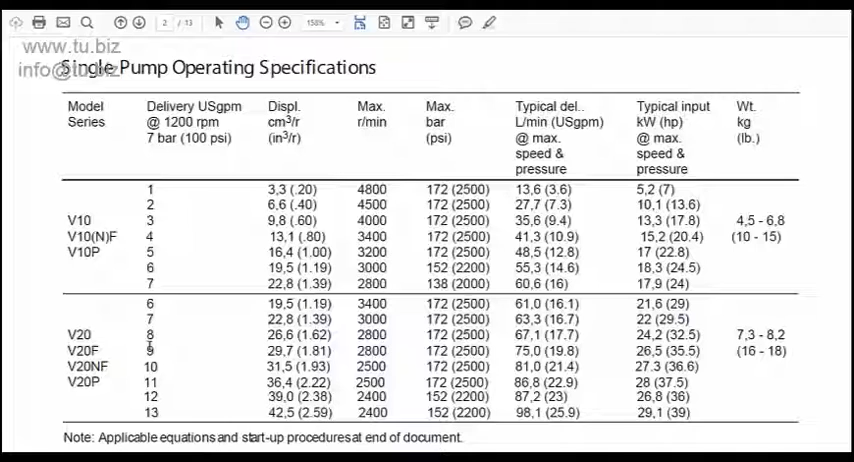 2 / 13
158%
www.tu.biz
info@tu.biz
Single Pump Operating Specifications
Model Series Delivery USgpm @ 1200 rpm 7 bar (100 psi) Displ. cm³/r (in³/r) Max. r/min Max. bar (psi) Typical del.. L/min (USgpm) @ max. speed & pressure Typical input kW (hp) @ max. speed & pressure Wt. kg (lb.)
1 3,3 (.20) 4800 172 (2500) 13,6 (3.6) 5,2 (7)
2 6,6 (.40) 4500 172 (2500) 27,7 (7.3) 10,1 (13.6)
V10 3 9,8 (.60) 4000 172 (2500) 35,6 (9.4) 13,3 (17.8) 4,5 - 6,8
V10(N)F 4 13,1 (.80) 3400 172 (2500) 41,3 (10.9) 15,2 (20.4) (10 - 15)
V10P 5 16,4 (1.00) 3200 172 (2500) 48,5 (12.8) 17 (22.8)
6 19,5 (1.19) 3000 152 (2200) 55,3 (14.6) 18,3 (24.5)
7 22,8 (1.39) 2800 138 (2000) 60,6 (16) 17,9 (24)
6 19,5 (1.19) 3400 172 (2500) 61,0 (16.1) 21,6 (29)
7 22,8 (1.39) 3000 172 (2500) 63,3 (16.7) 22 (29.5)
V20 8 26,6 (1.62) 2800 172 (2500) 67,1 (17.7) 24,2 (32.5) 7,3 - 8,2
V20F 9 29,7 (1.81) 2800 172 (2500) 75,0 (19.8) 26,5 (35.5) (16 - 18)
V20NF 10 31,5 (1.93) 2500 172 (2500) 81,0 (21.4) 27.3 (36.6)
V20P 11 36,4 (2.22) 2500 172 (2500) 86,8 (22.9) 28 (37.5)
12 39,0 (2.38) 2400 152 (2200) 87,2 (23) 26,8 (36)
13 42,5 (2.59) 2400 152 (2200) 98,1 (25.9) 29,1 (39)
Note: Applicable equations and start-up procedures at end of document.